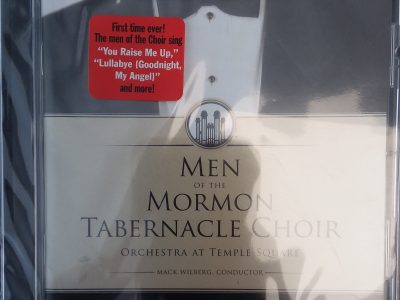 First time ever!
The men of the Choir sing
"You Raise Me Up,"
"Lullabye (Goodnight,
My Angel)"
and more!
MEN
OF THE
MORMON
TABERNACLE CHOIR
ORCHESTRA AT TEMPLE SQUARE
MACK WILBERG, CONDUCTOR